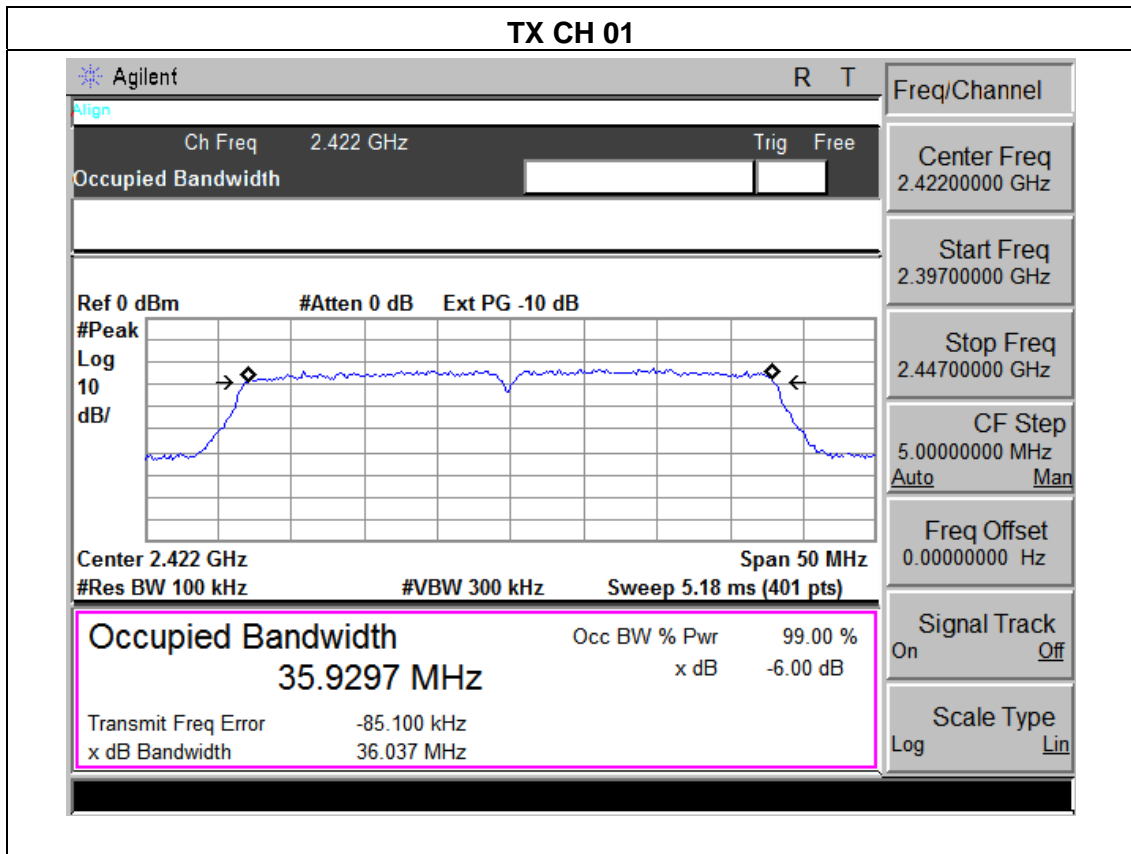 TX CH 01
Agilent R T
Align
Ch Freq 2.422 GHz Trig Free
Occupied Bandwidth
Ref 0 dBm #Atten 0 dB Ext PG -10 dB
#Peak
Log
10
dB/
Center 2.422 GHz Span 50 MHz
#Res BW 100 kHz #VBW 300 kHz Sweep 5.18 ms (401 pts)
Occupied Bandwidth
35.9297 MHz
Occ BW % Pwr 99.00 %
x dB -6.00 dB
Transmit Freq Error -85.100 kHz
x dB Bandwidth 36.037 MHz
Freq/Channel
Center Freq
2.42200000 GHz
Start Freq
2.39700000 GHz
Stop Freq
2.44700000 GHz
CF Step
5.00000000 MHz
Auto Man
Freq Offset
0.00000000 Hz
Signal Track
On Off
Scale Type
Log Lin